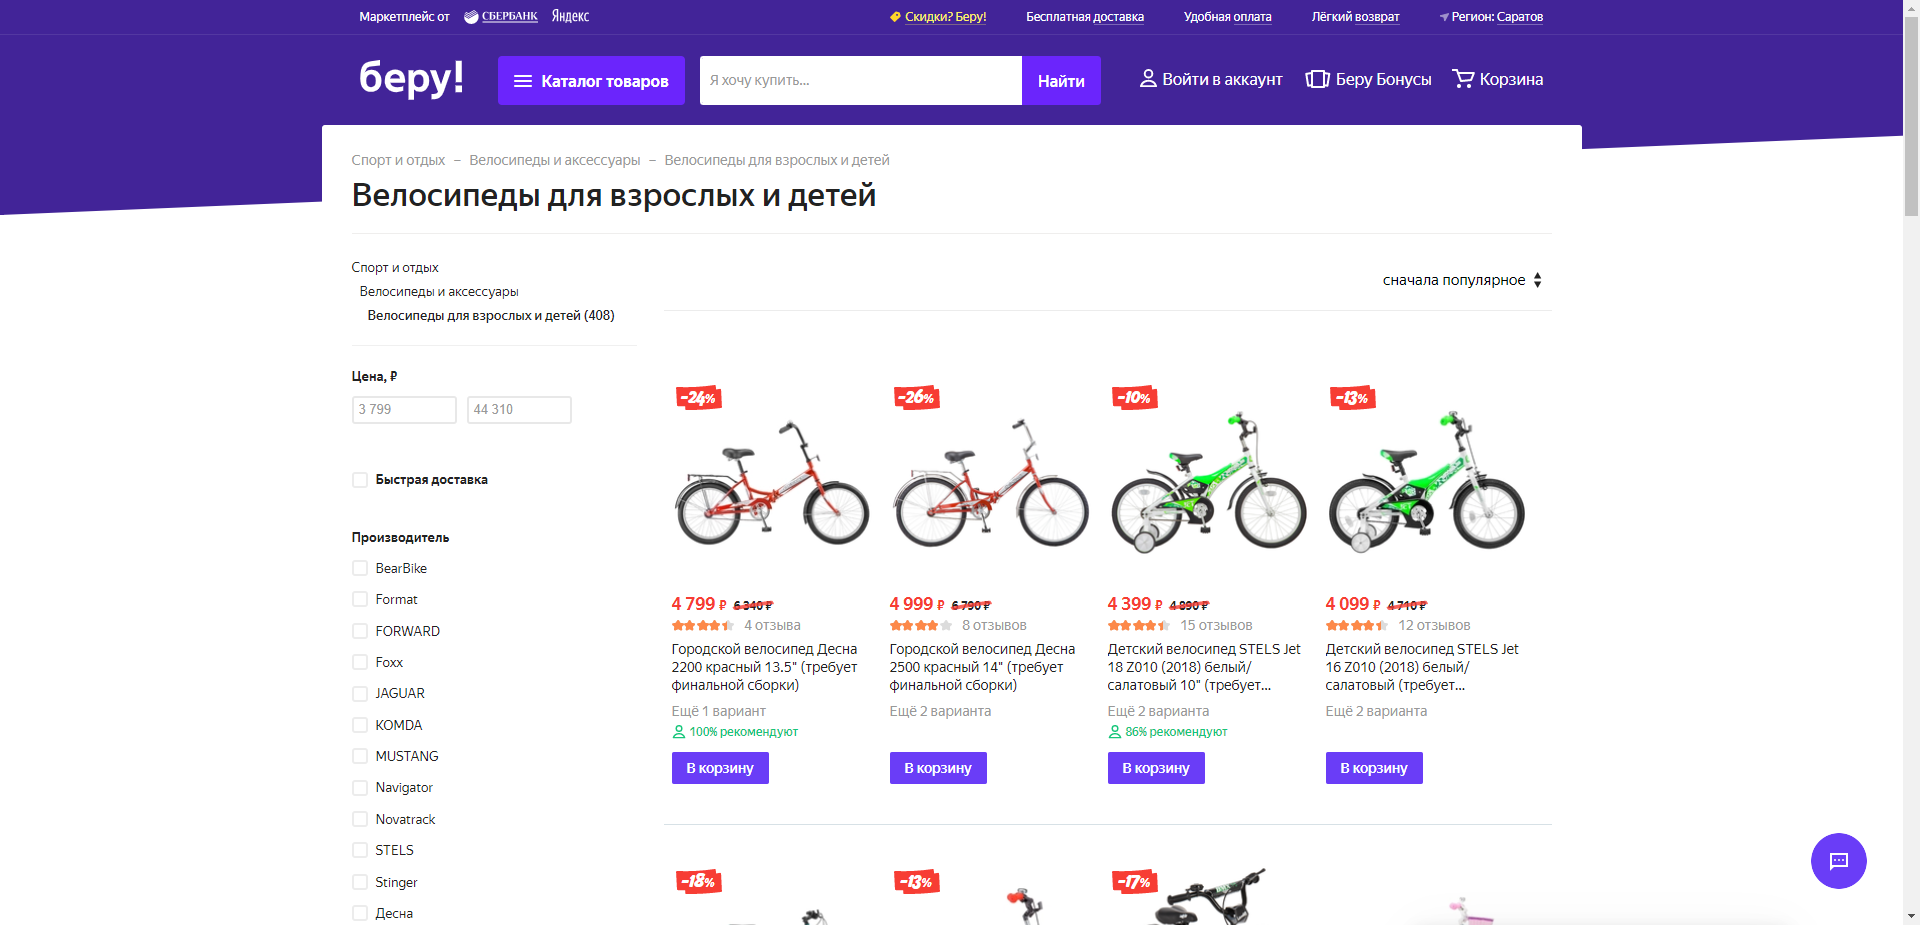 Маркетплейс от СБЕРБАНК Яндекс
Скидки? Беру! Бесплатная доставка Удобная оплата Лёгкий возврат Регион: Саратов
беру! Каталог товаров Я хочу купить... Найти Войти в аккаунт Беру Бонусы Корзина
Спорт и отдых – Велосипеды и аксессуары – Велосипеды для взрослых и детей
Велосипеды для взрослых и детей
Спорт и отдых
Велосипеды и аксессуары
Велосипеды для взрослых и детей (408)
сначала популярное
Цена, ₽
3 799 44 310
Быстрая доставка
Производитель
BearBike
Format
FORWARD
Foxx
JAGUAR
KOMDA
MUSTANG
Navigator
Novatrack
STELS
Stinger
Десна
-24%
4 799 ₽ 6 340 ₽
4 отзыва
Городской велосипед Десна
2200 красный 13.5" (требует
финальной сборки)
Ещё 1 вариант
100% рекомендуют
В корзину
-26%
4 999 ₽ 6 790 ₽
8 отзывов
Городской велосипед Десна
2500 красный 14" (требует
финальной сборки)
Ещё 2 варианта
В корзину
-10%
4 399 ₽ 4 890 ₽
15 отзывов
Детский велосипед STELS Jet
18 Z010 (2018) белый/
салатовый 10" (требует...
Ещё 2 варианта
86% рекомендуют
В корзину
-13%
4 099 ₽ 4 710 ₽
12 отзывов
Детский велосипед STELS Jet
16 Z010 (2018) белый/
салатовый (требует...
Ещё 2 варианта
В корзину
-18%
-13%
-17%